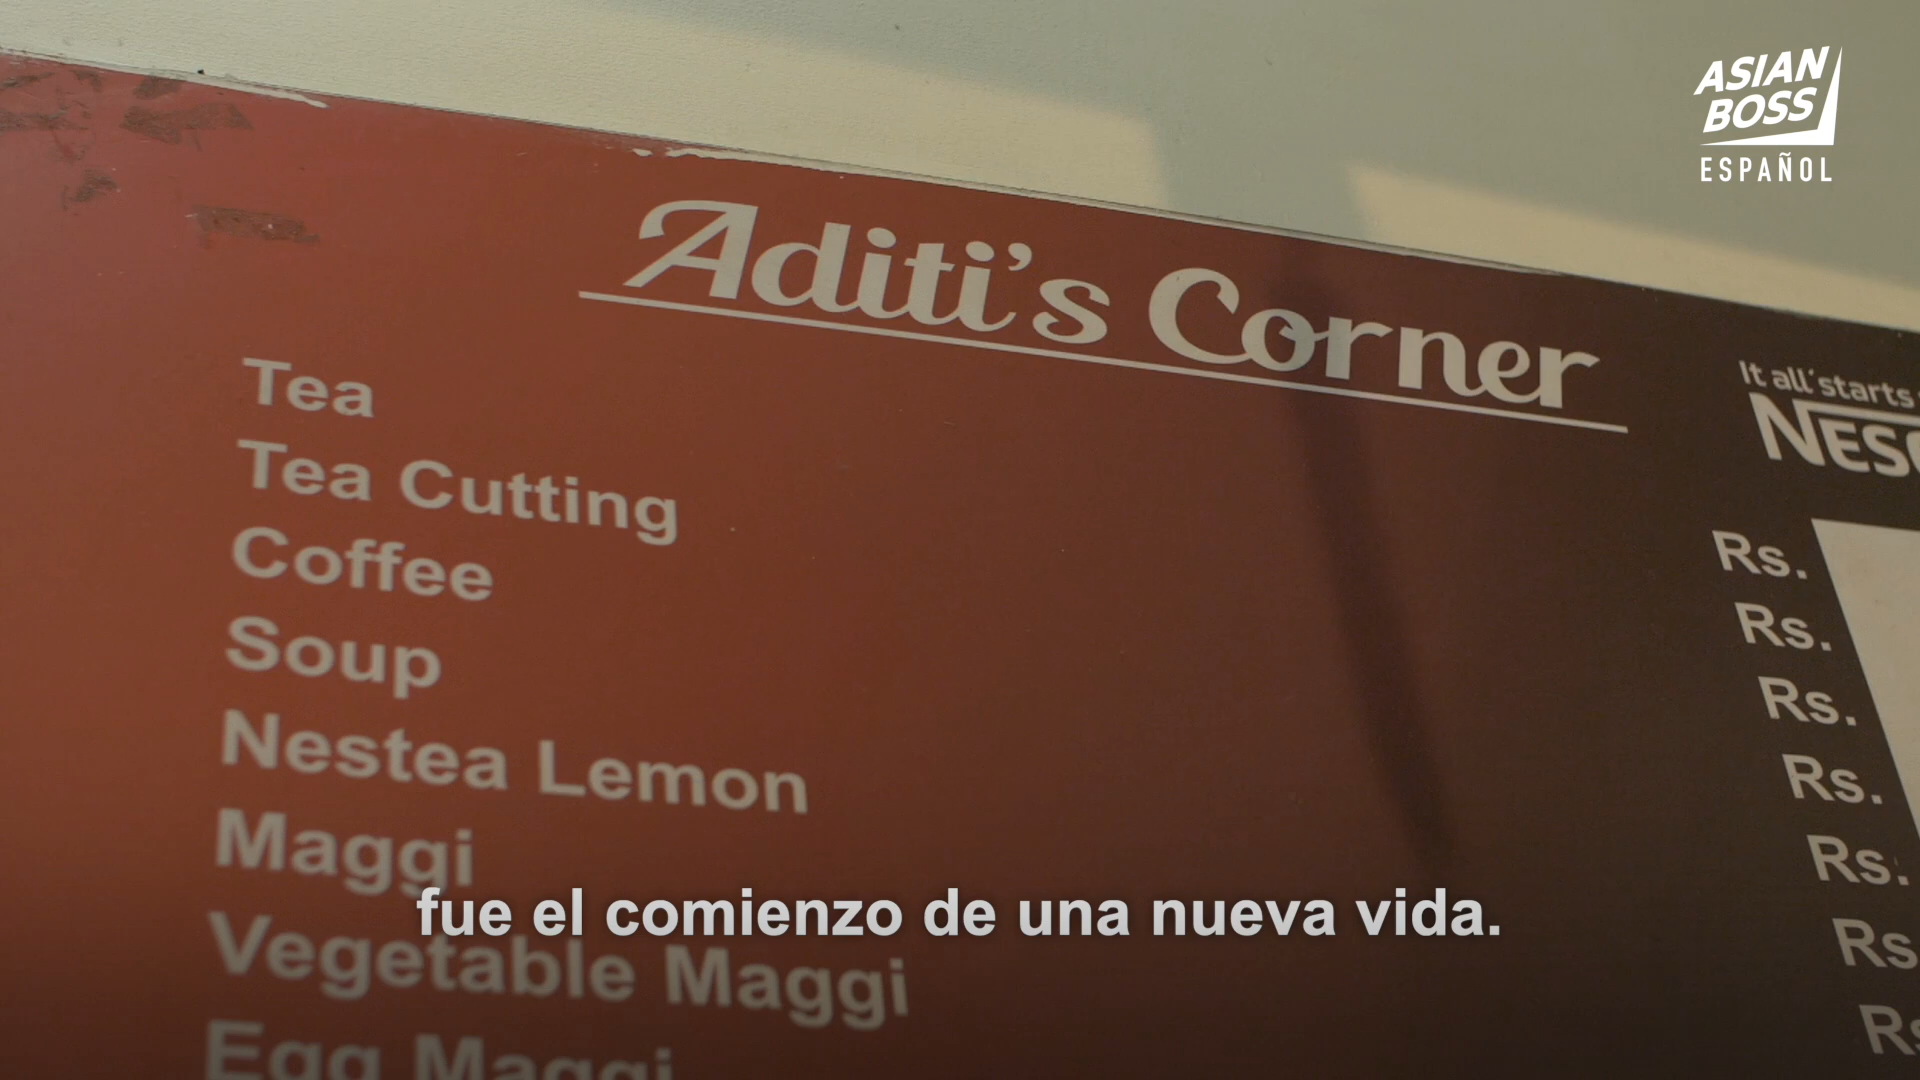 ASIAN
BOSS
ESPAÑOL
Aditi's Corner
It all starts
Tea
Tea Cutting
Coffee
Soup
Nestea Lemon
Maggi
Vegetable Maggi
Egg Maggi
Rs.
Rs.
Rs.
Rs.
Rs.
Rs
Rs
fue el comienzo de una nueva vida.